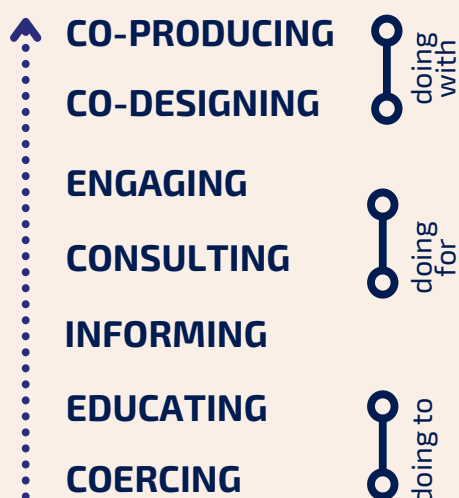 CO-PRODUCING
CO-DESIGNING
doing
with
ENGAGING
CONSULTING
doing
for
INFORMING
EDUCATING
COERCING
doing to